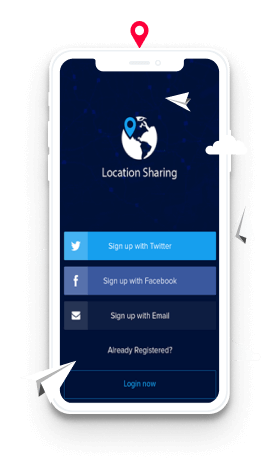 Location Sharing
Sign up with Twitter
Sign up with Facebook
Sign up with Email
Already Registered?
Login now